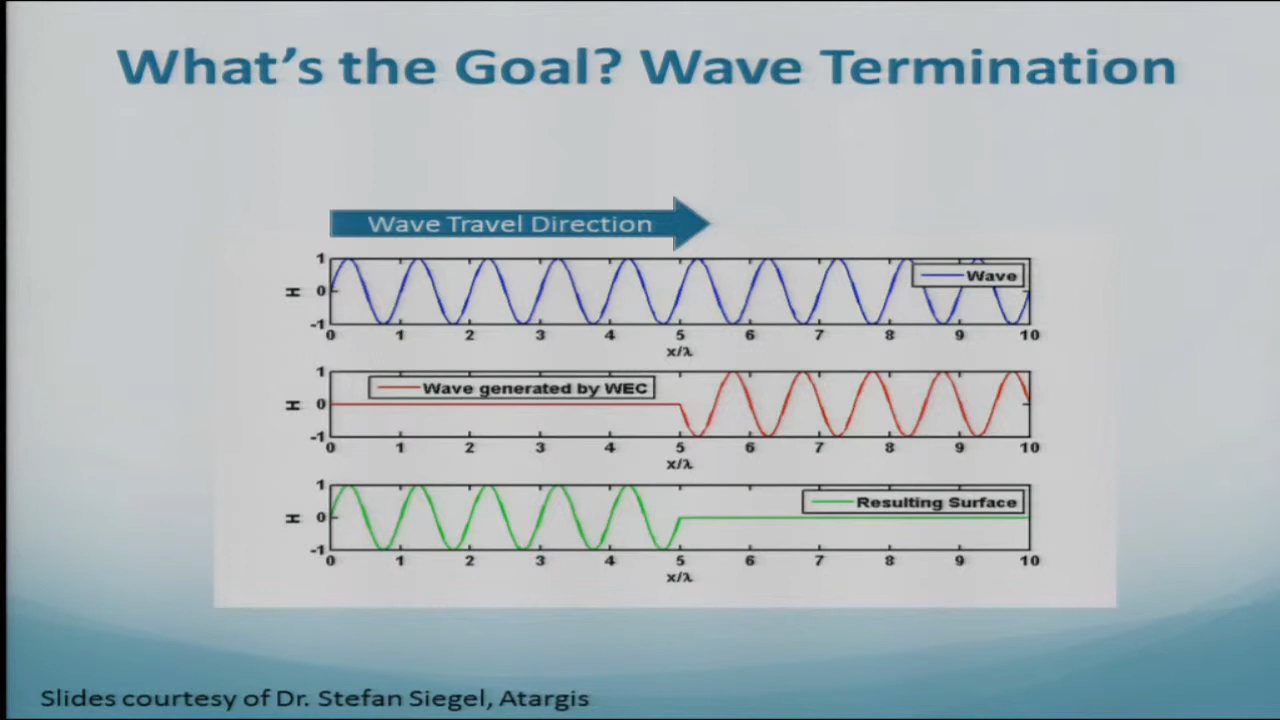 What's the Goal? Wave Termination
Wave Travel Direction
1
0
-1
H
Wave
0 1 2 3 4 5 6 7 8 9 10
x/λ
1
0
-1
H
Wave generated by WEC
0 1 2 3 4 5 6 7 8 9 10
x/λ
1
0
-1
H
Resulting Surface
0 1 2 3 4 5 6 7 8 9 10
x/λ
Slides courtesy of Dr. Stefan Siegel, Atargis